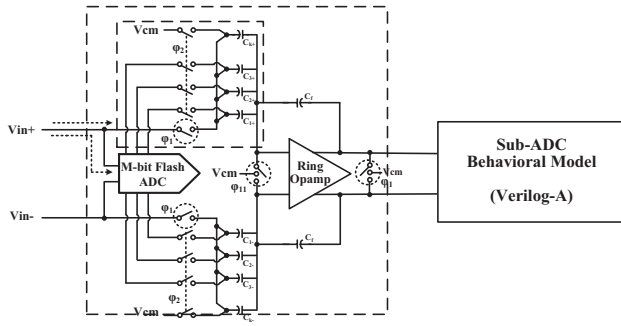 Vcm
φ2
Ck+
C3+
C2+
C1+
Cf
Vin+
φ1
M-bit Flash
ADC
Vcm
φ11
Ring
Opamp
Vcm
φ1
Sub-ADC
Behavioral Model
(Verilog-A)
Vin-
φ1
C1-
Cf
C2-
C3-
φ2
Vcm
Ck-